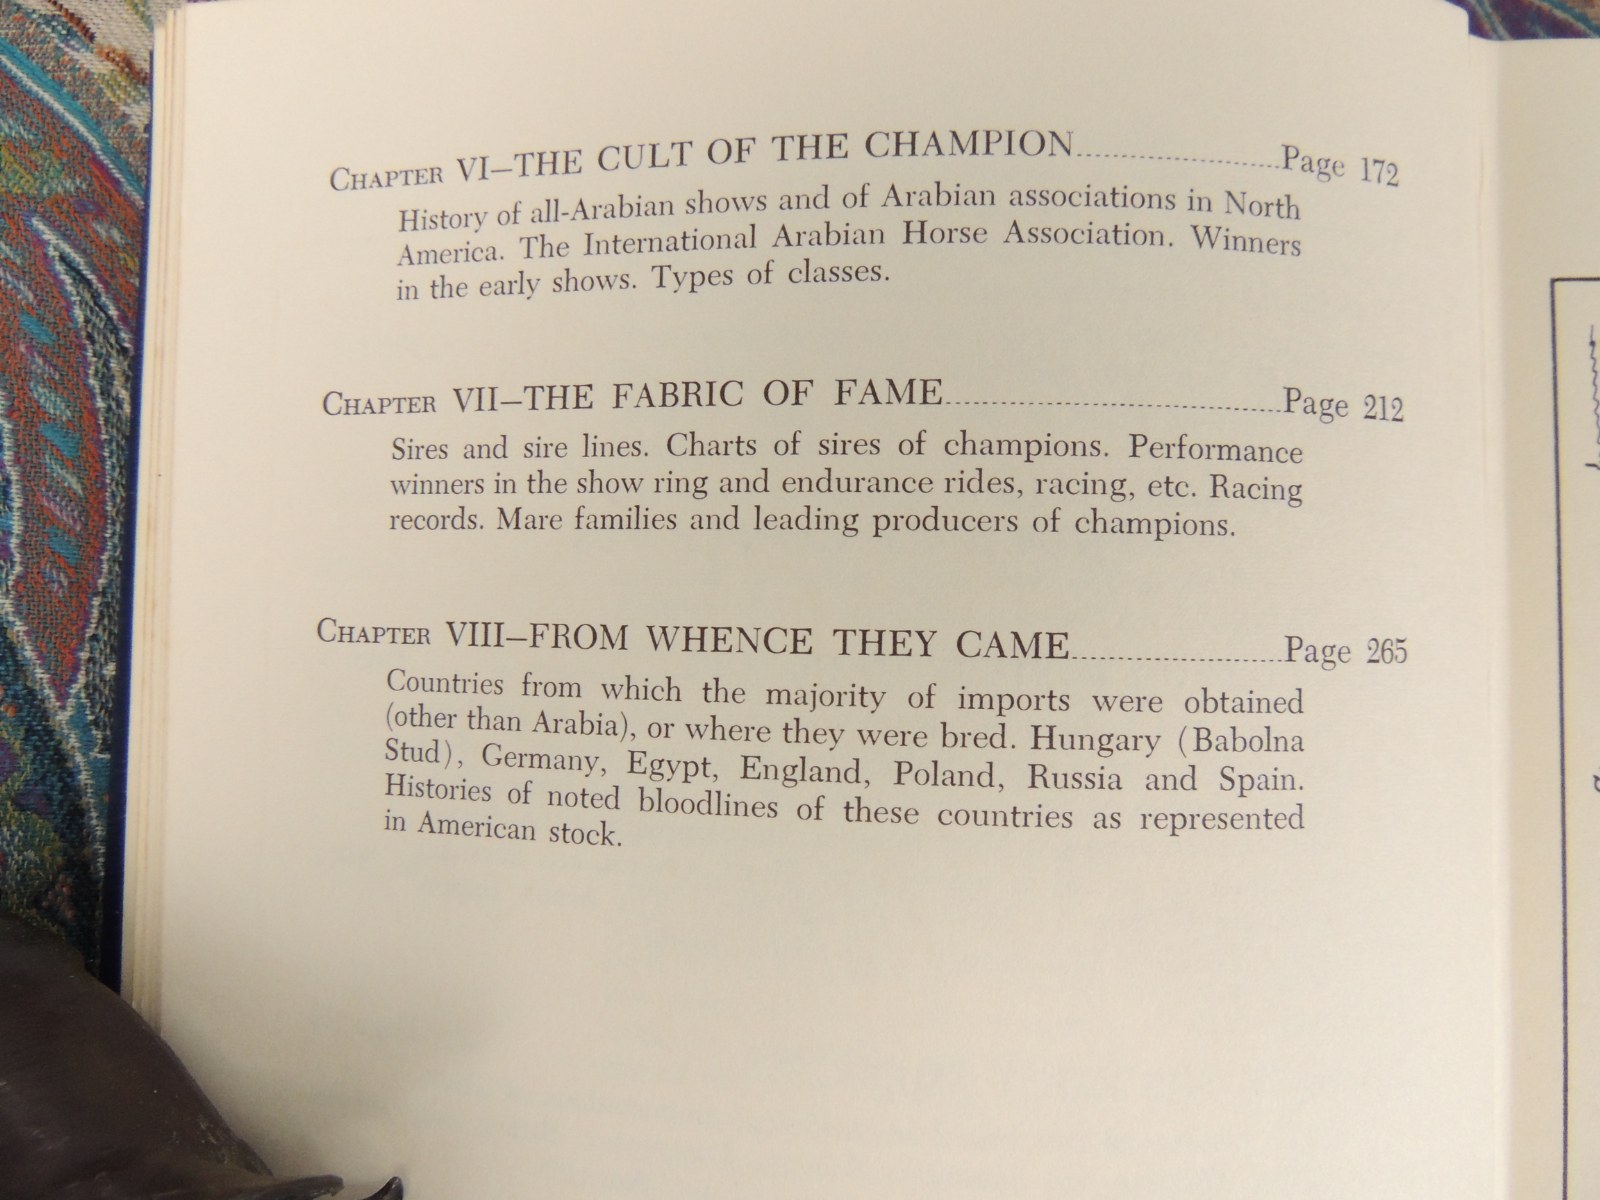 CHAPTER VI–THE CULT OF THE CHAMPION........................Page 172
History of all-Arabian shows and of Arabian associations in North
America. The International Arabian Horse Association. Winners
in the early shows. Types of classes.
CHAPTER VII–THE FABRIC OF FAME........................................Page 212
Sires and sire lines. Charts of sires of champions. Performance
winners in the show ring and endurance rides, racing, etc. Racing
records. Mare families and leading producers of champions.
CHAPTER VIII–FROM WHENCE THEY CAME.........................Page 265
Countries from which the majority of imports were obtained
(other than Arabia), or where they were bred. Hungary (Babolna
Stud), Germany, Egypt, England, Poland, Russia and Spain.
Histories of noted bloodlines of these countries as represented
in American stock.